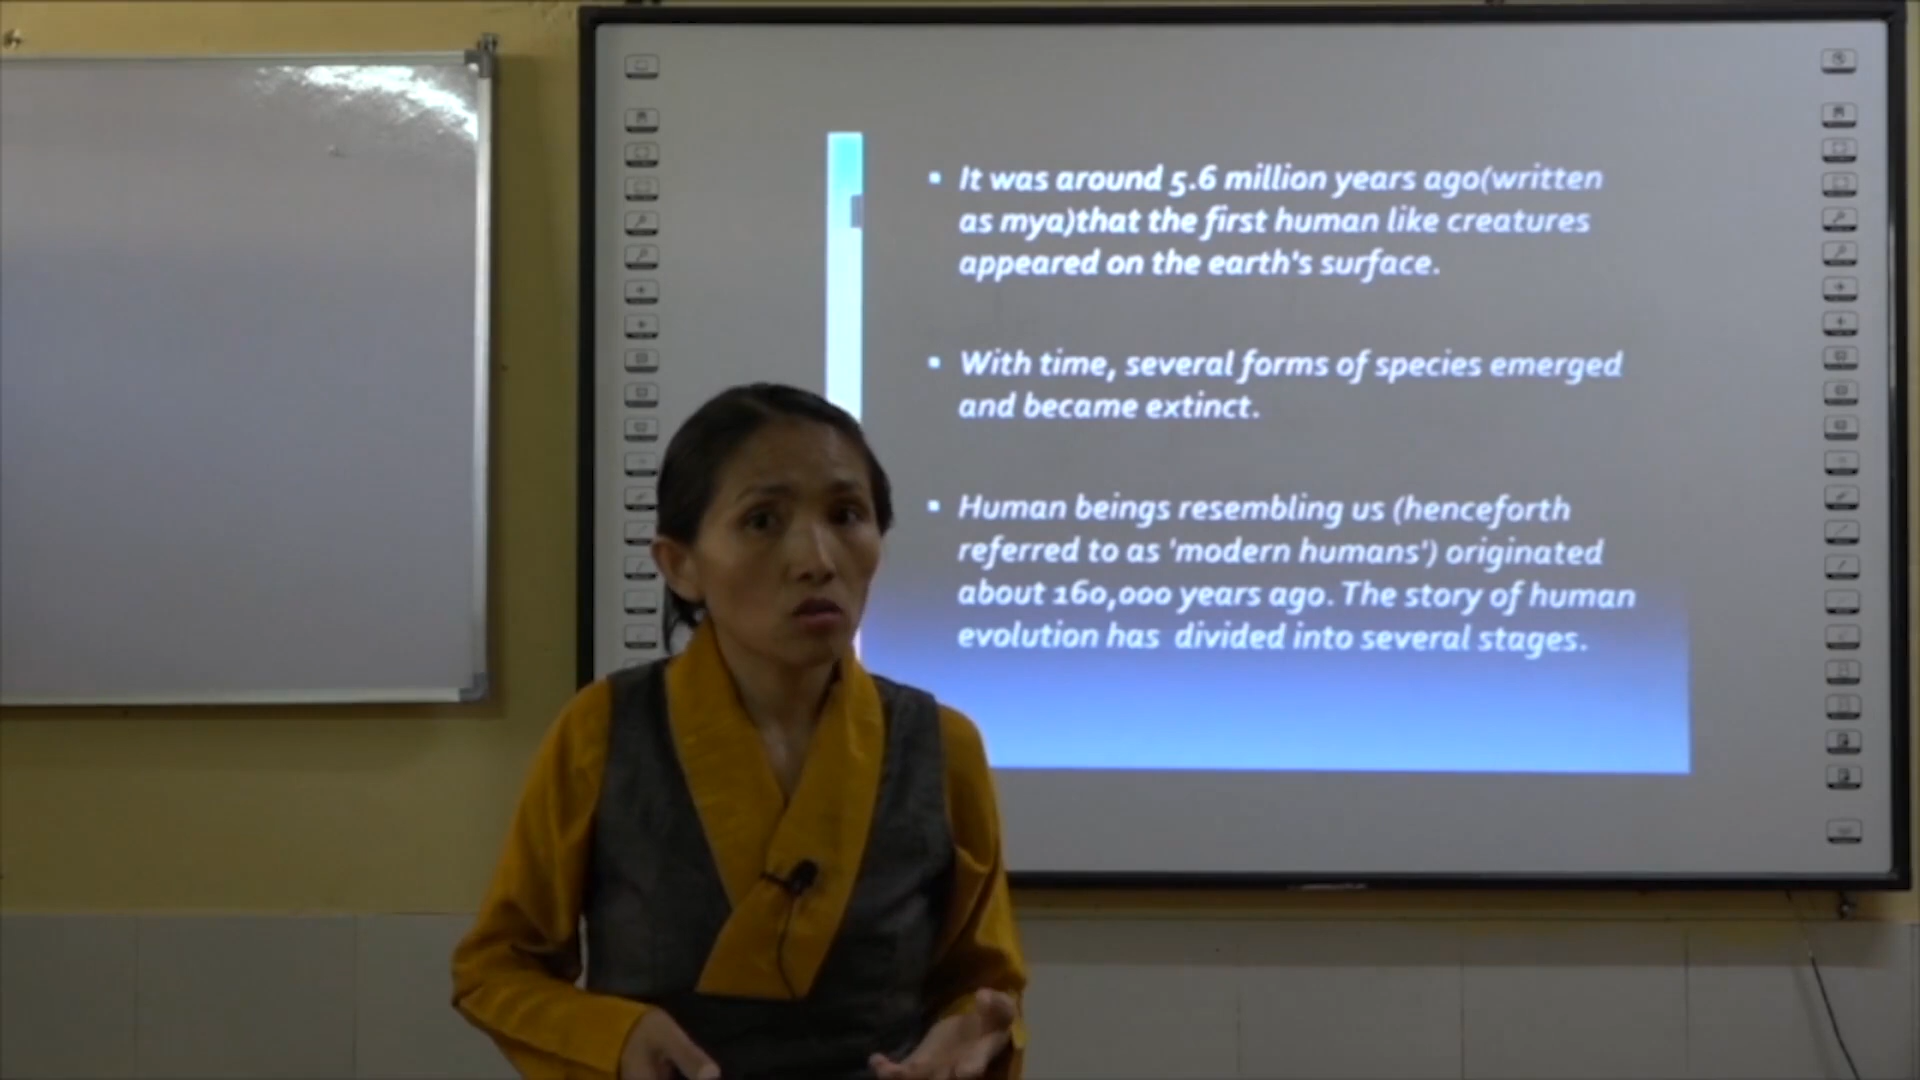 It was around 5.6 million years ago(written
as mya)that the first human like creatures
appeared on the earth's surface.
With time, several forms of species emerged
and became extinct.
Human beings resembling us (henceforth
referred to as 'modern humans') originated
about 160,000 years ago. The story of human
evolution has  divided into several stages.